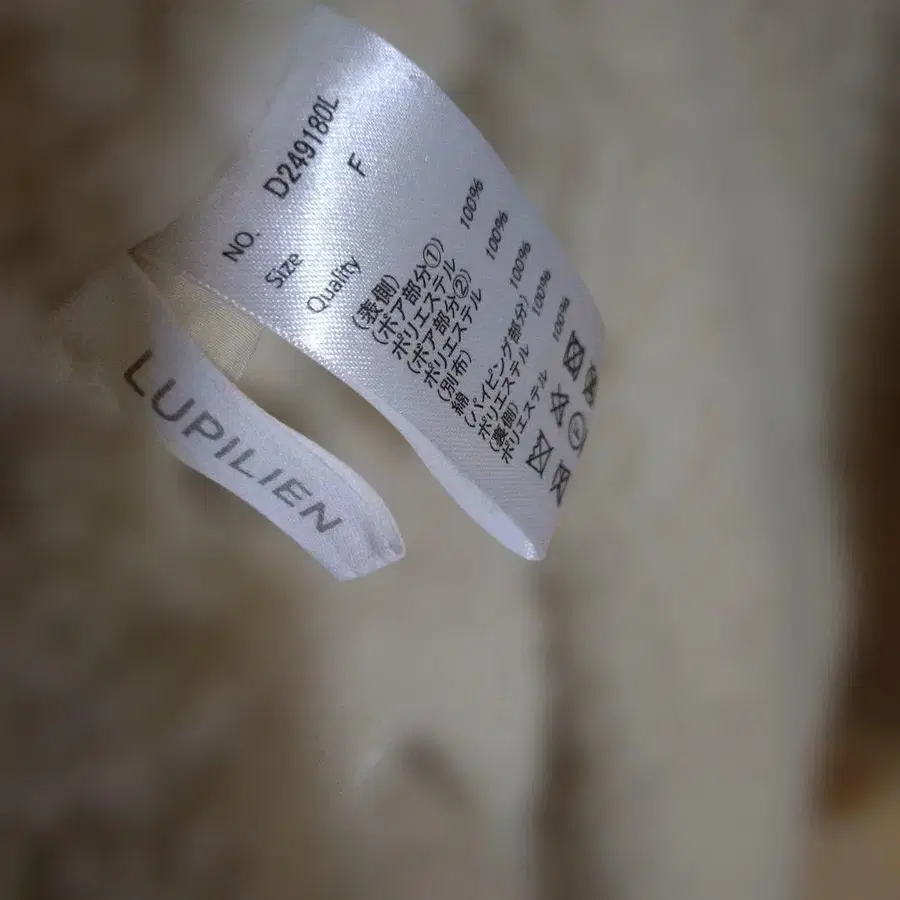 NO. D249180L
Size F
Quality
(表側)
(ボア部分①)
ポリエステル 100%
(ボア部分②)
ポリエステル 100%
(別布)
綿 100%
(パイピング部分)
ポリエステル 100%
(裏側)
ポリエステル 100%
LUPILIEN